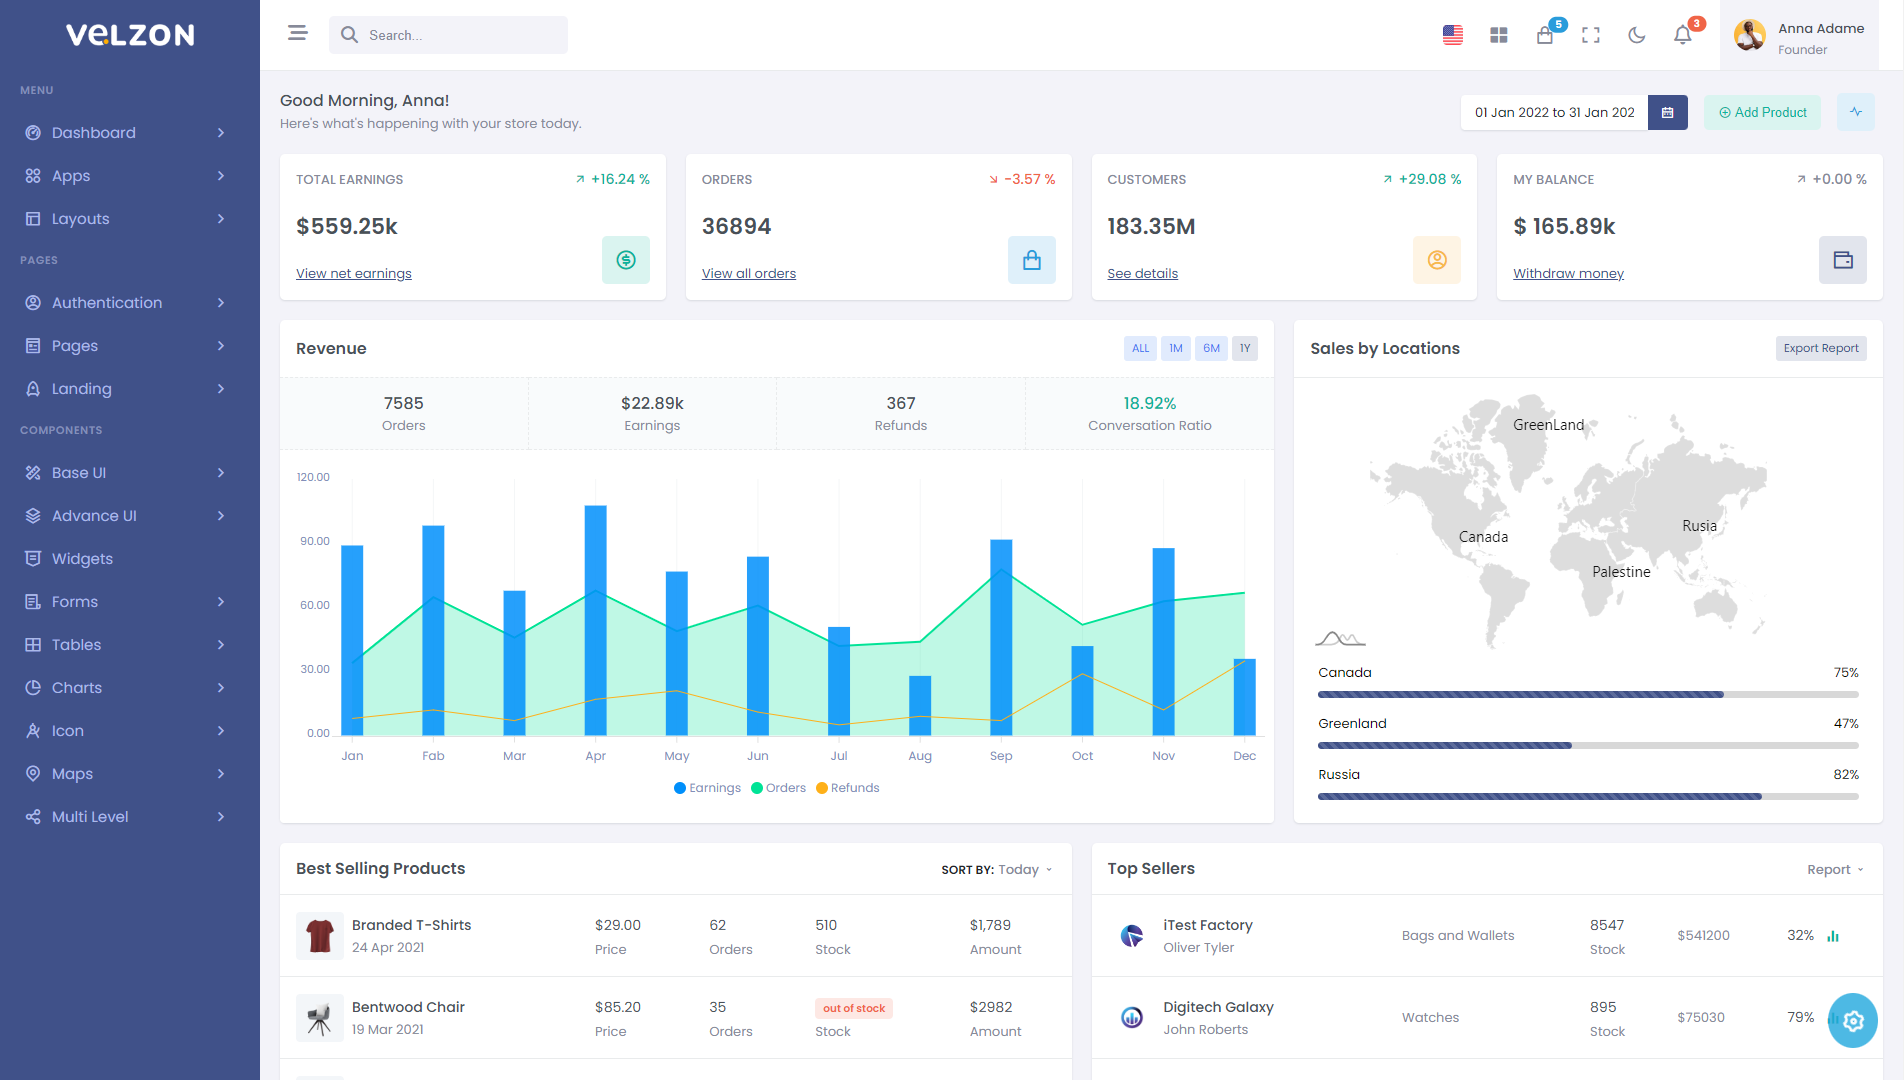 VELZON
MENU
Dashboard
Apps
Layouts
PAGES
Authentication
Pages
Landing
COMPONENTS
Base UI
Advance UI
Widgets
Forms
Tables
Charts
Icon
Maps
Multi Level
Search...
5
3
Anna Adame
Founder
Good Morning, Anna!
Here's what's happening with your store today.
01 Jan 2022 to 31 Jan 202
Add Product
TOTAL EARNINGS
+16.24 %
$559.25k
View net earnings
ORDERS
-3.57 %
36894
View all orders
CUSTOMERS
+29.08 %
183.35M
See details
MY BALANCE
+0.00 %
$ 165.89k
Withdraw money
Revenue
ALL 1M 6M 1Y
7585
Orders
$22.89k
Earnings
367
Refunds
18.92%
Conversation Ratio
120.00
90.00
60.00
30.00
0.00
Jan Fab Mar Apr May Jun Jul Aug Sep Oct Nov Dec
Earnings Orders Refunds
Sales by Locations
Export Report
GreenLand
Canada
Rusia
Palestine
Canada 75%
Greenland 47%
Russia 82%
Best Selling Products
SORT BY: Today
Branded T-Shirts
24 Apr 2021
$29.00
Price
62
Orders
510
Stock
$1,789
Amount
Bentwood Chair
19 Mar 2021
$85.20
Price
35
Orders
out of stock
Stock
$2982
Amount
Top Sellers
Report
iTest Factory
Oliver Tyler
Bags and Wallets
8547
Stock
$541200
32%
Digitech Galaxy
John Roberts
Watches
895
Stock
$75030
79%